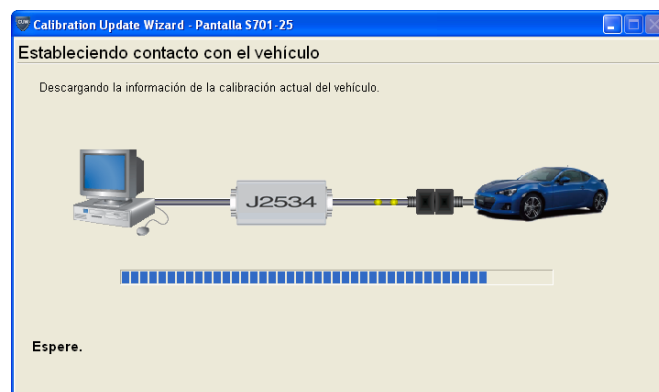 Calibration Update Wizard - Pantalla S701-25
Estableciendo contacto con el vehículo
Descargando la información de la calibración actual del vehículo.
J2534
Espere.